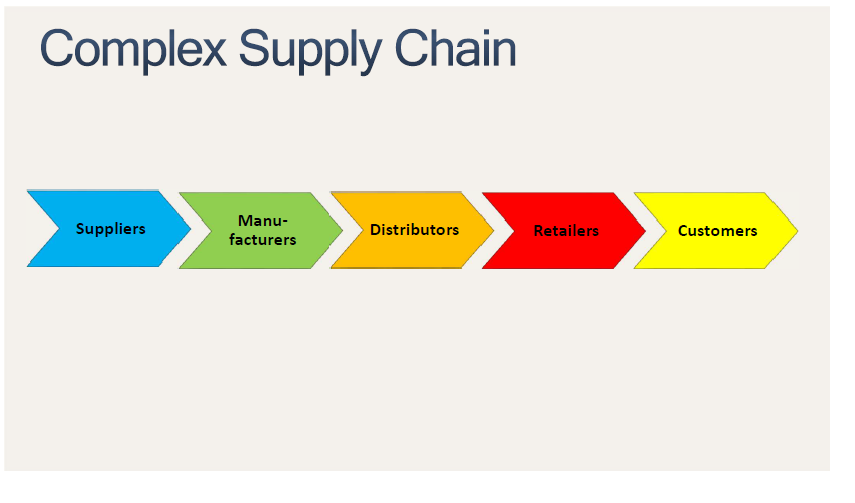 Complex Supply Chain
Suppliers
Manu-
facturers
Distributors
Retailers
Customers